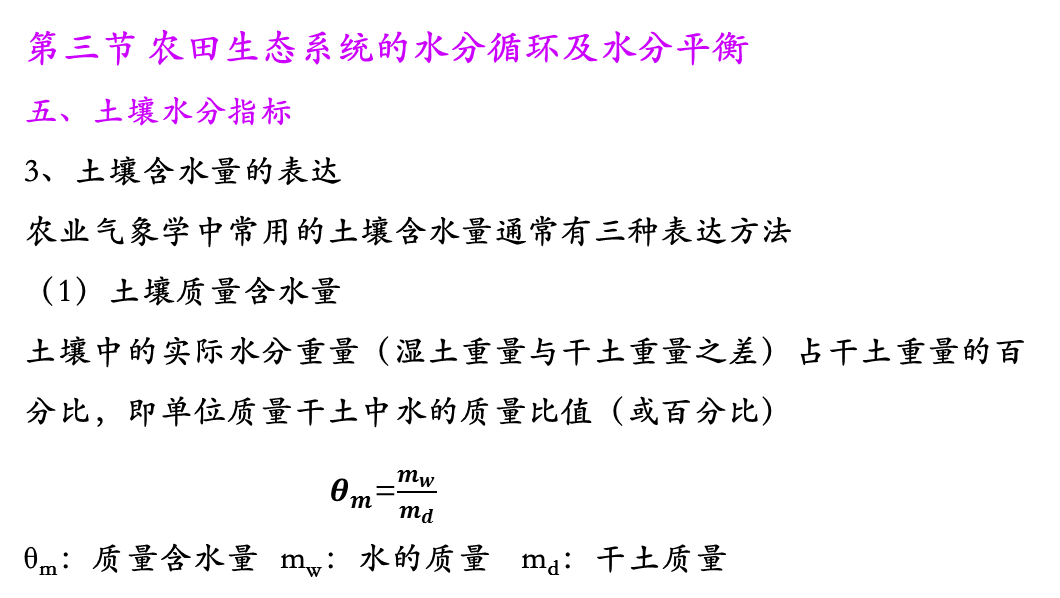 第三节 农田生态系统的水分循环及水分平衡
五、土壤水分指标
3、土壤含水量的表达
农业气象学中常用的土壤含水量通常有三种表达方法
（1）土壤质量含水量
土壤中的实际水分重量（湿土重量与干土重量之差）占干土重量的百
分比，即单位质量干土中水的质量比值（或百分比）
θₘ=m_w/m_d
θₘ：质量含水量 m_w：水的质量 m_d：干土质量